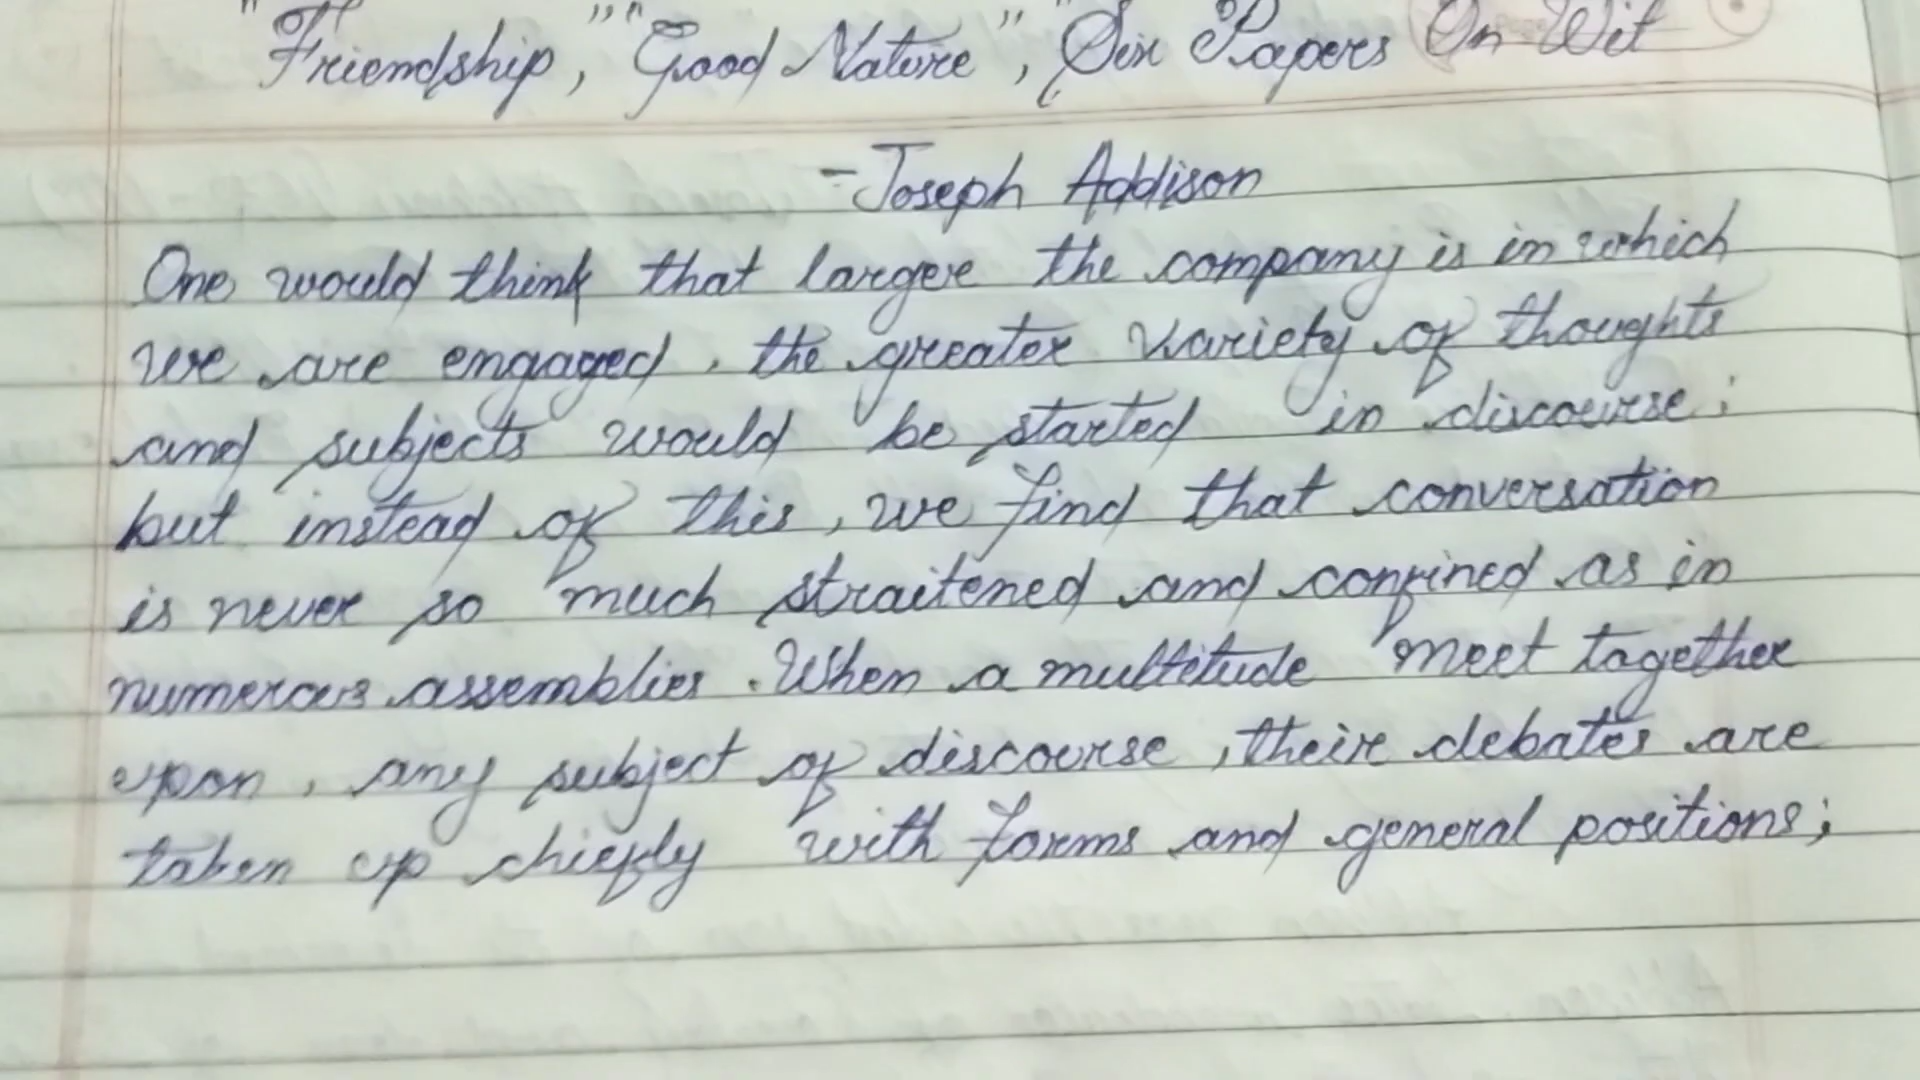 "Friendship," "Good Nature", "Six Papers On Wit
- Joseph Addison
One would think that larger the company is in which
we are engaged, the greater variety of thoughts
and subjects would be started in discourse;
but instead of this, we find that conversation
is never so much straitened and confined as in
numerous assemblies. When a multitude meet together
upon, any subject of discourse, their debates are
taken up chiefly with forms and general positions;